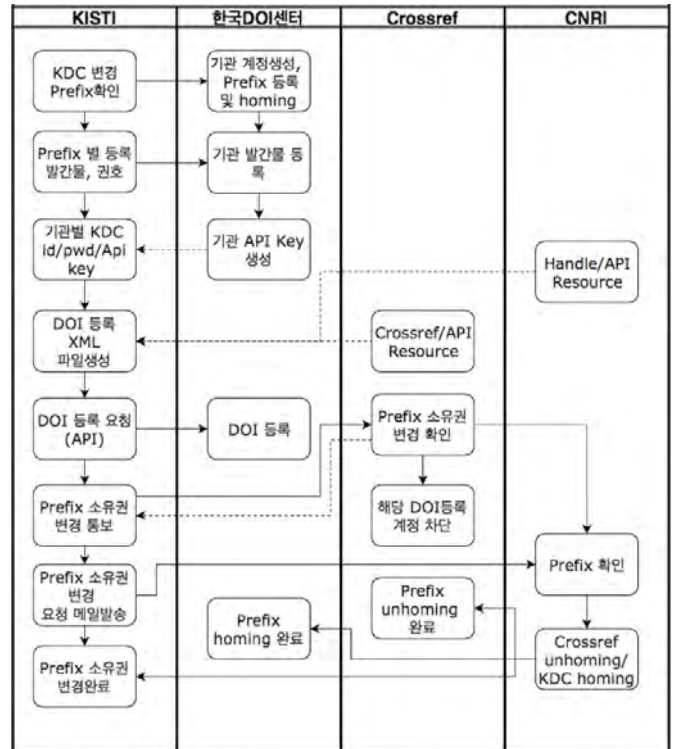 KISTI
한국DOI센터
Crossref
CNRI
KDC 변경
Prefix확인
기관 계정생성,
Prefix 등록
및 homing
Prefix 별 등록
발간물, 권호
기관 발간물 등
록
기관별 KDC
id/pwd/Api
key
기관 API Key
생성
Handle/API
Resource
DOI 등록
XML
파일생성
Crossref/API
Resource
DOI 등록 요청
(API)
DOI 등록
Prefix 소유권
변경 확인
Prefix 소유권
변경 통보
해당 DOI등록
계정 차단
Prefix 소유권
변경
요청 메일발송
Prefix 확인
Prefix
homing 완료
Prefix
unhoming
완료
Crossref
unhoming/
KDC homing
Prefix 소유권
변경완료